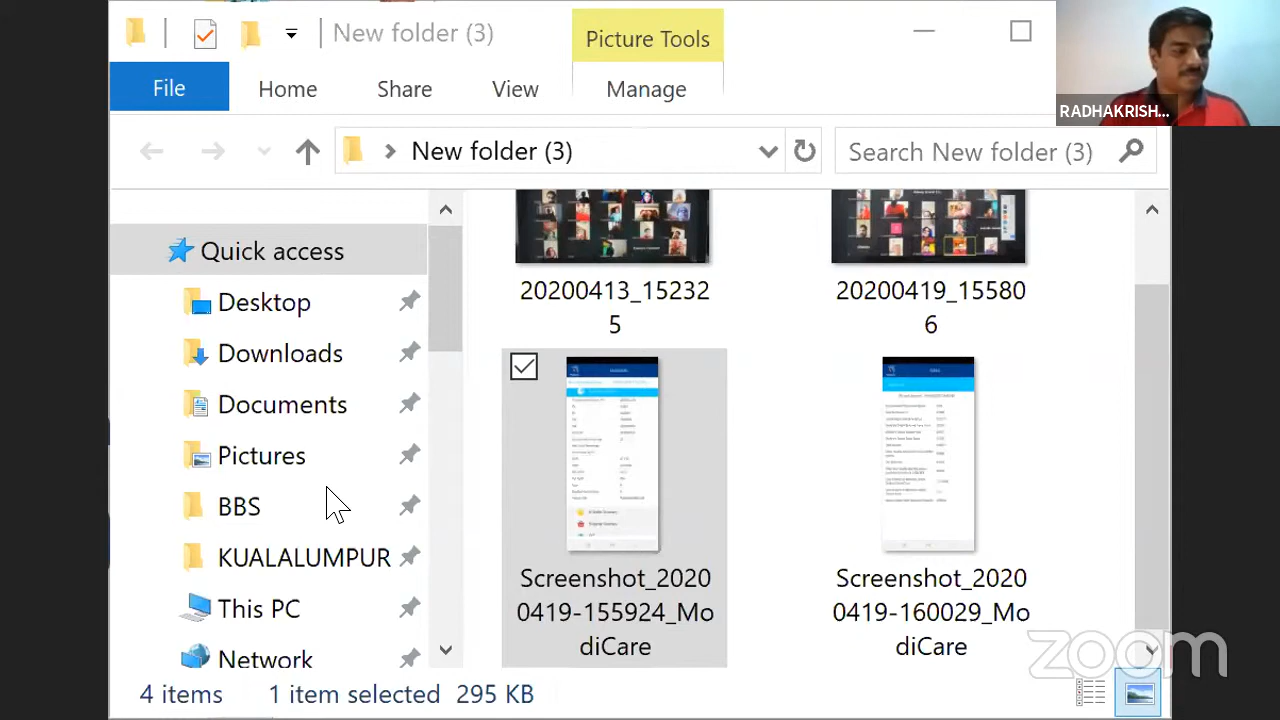 New folder (3)
Picture Tools
RADHAKRISH...
File
Home
Share
View
Manage
New folder (3)
Search New folder (3)
Quick access
Desktop
Downloads
Documents
Pictures
BBS
KUALALUMPUR
This PC
Network
20200413_15232
5
20200419_15580
6
Screenshot_2020
0419-155924_Mo
diCare
Screenshot_2020
0419-160029_Mo
diCare
4 items
1 item selected
295 KB
zoom